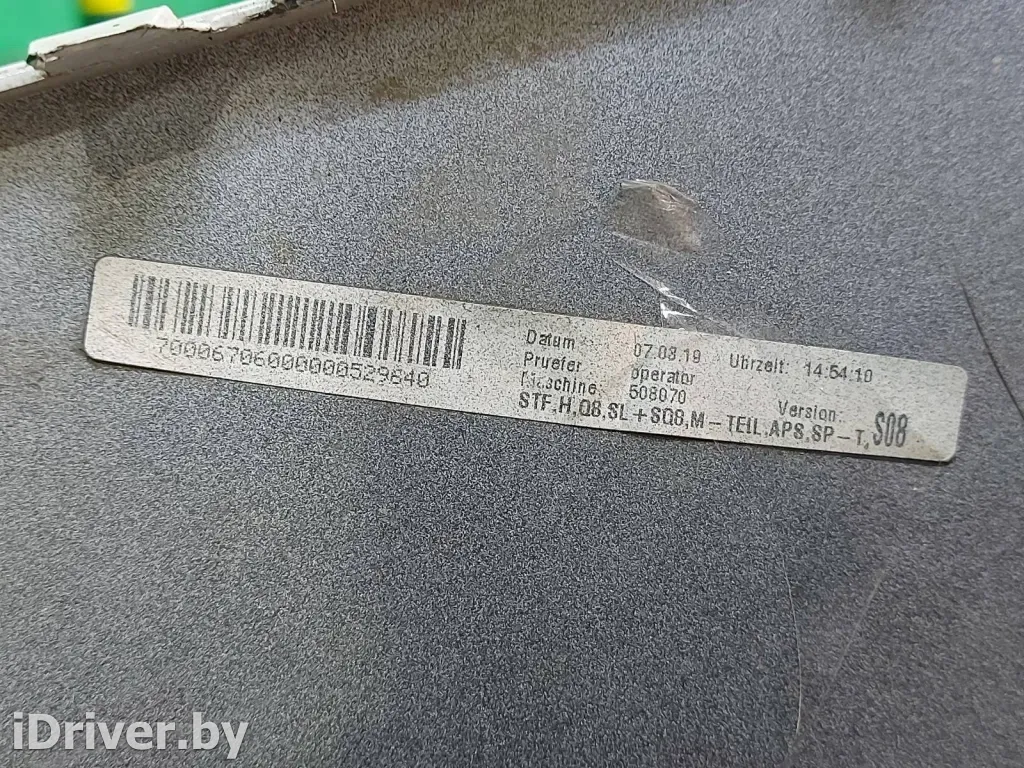 70006706000000529640
Datum 07.08.19 Uhrzeit: 14:54:10
Pruefer operator
Maschine: 508070 Version:
STF,H,Q8,SL+SQ8,M-TEIL,APS,SP-T, S08
iDriver.by